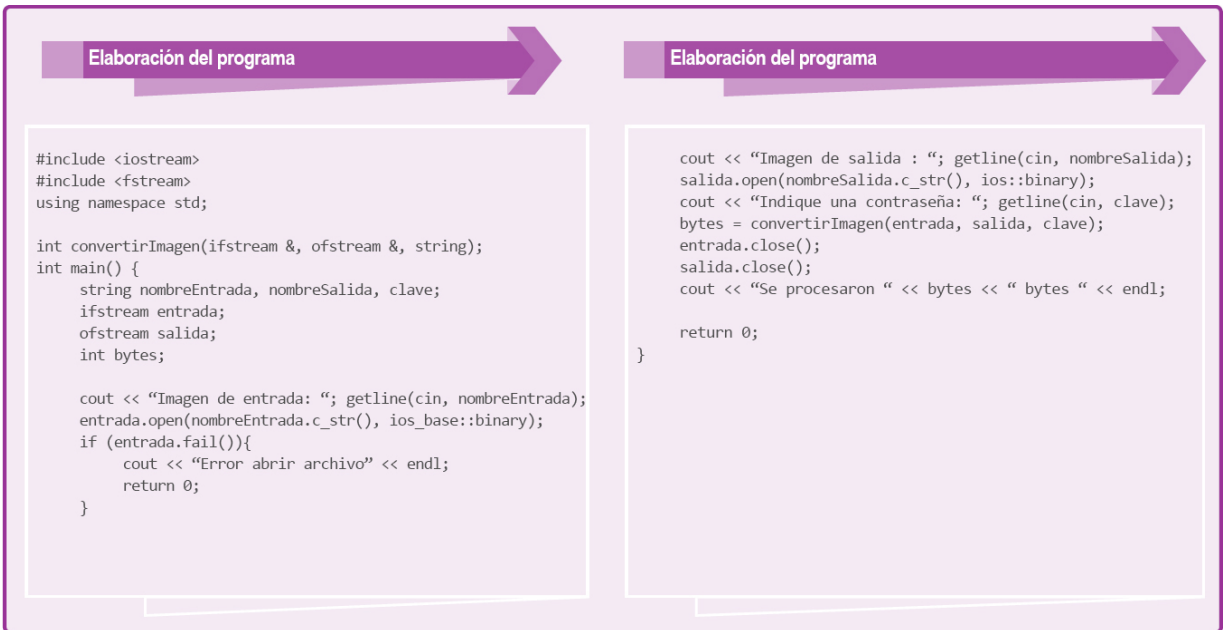 Elaboración del programa
#include <iostream>
#include <fstream>
using namespace std;
int convertirImagen(ifstream &, ofstream &, string);
int main() {
string nombreEntrada, nombreSalida, clave;
ifstream entrada;
ofstream salida;
int bytes;
cout << “Imagen de entrada: “; getline(cin, nombreEntrada);
entrada.open(nombreEntrada.c_str(), ios_base::binary);
if (entrada.fail()){
cout << “Error abrir archivo” << endl;
return 0;
}
Elaboración del programa
cout << “Imagen de salida : “; getline(cin, nombreSalida);
salida.open(nombreSalida.c_str(), ios::binary);
cout << “Indique una contraseña: “; getline(cin, clave);
bytes = convertirImagen(entrada, salida, clave);
entrada.close();
salida.close();
cout << “Se procesaron “ << bytes << “ bytes “ << endl;
return 0;
}